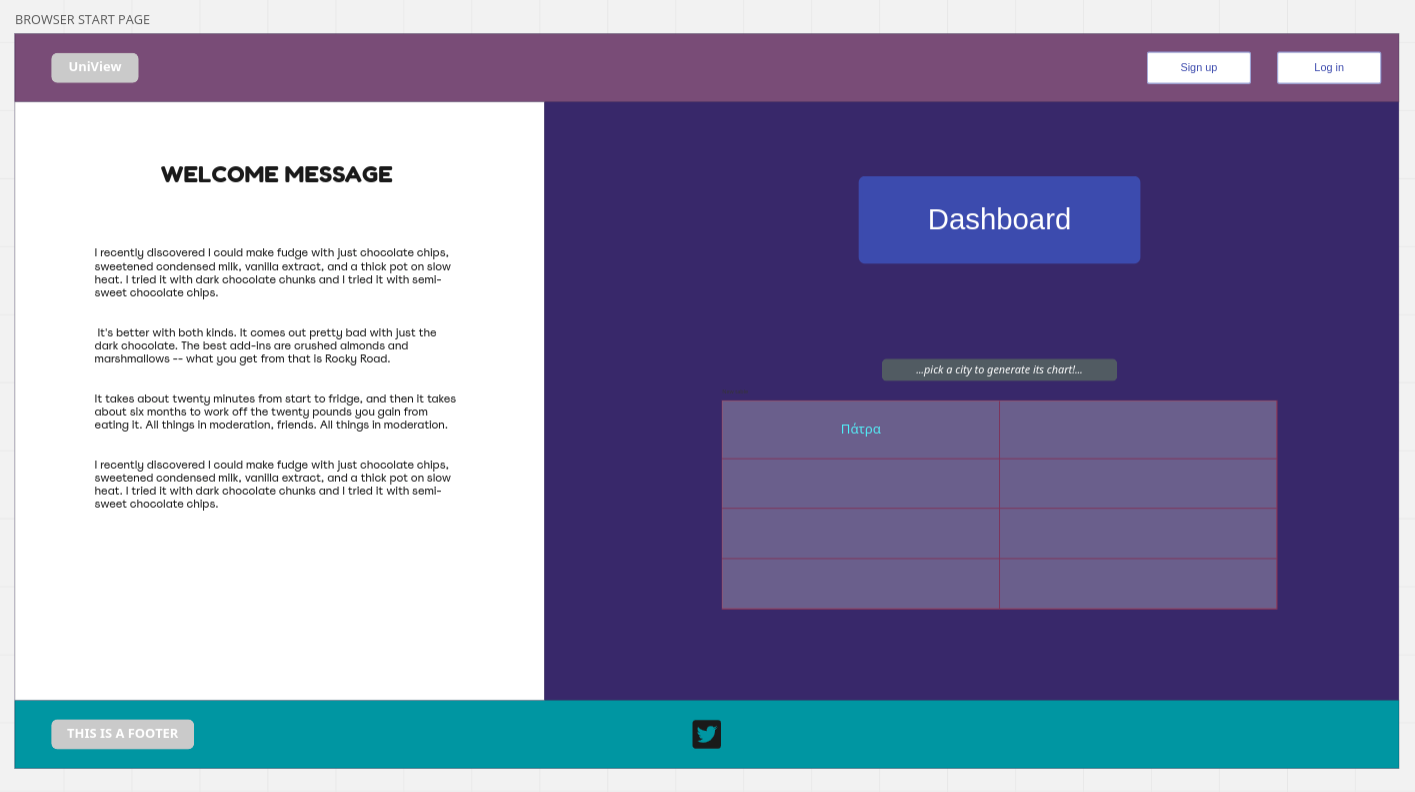 BROWSER START PAGE
UniView
Sign up
Log in
WELCOME MESSAGE
I recently discovered I could make fudge with just chocolate chips,
sweetened condensed milk, vanilla extract, and a thick pot on slow
heat. I tried it with dark chocolate chunks and I tried it with semi-
sweet chocolate chips.
It's better with both kinds. It comes out pretty bad with just the
dark chocolate. The best add-ins are crushed almonds and
marshmallows -- what you get from that is Rocky Road.
It takes about twenty minutes from start to fridge, and then it takes
about six months to work off the twenty pounds you gain from
eating it. All things in moderation, friends. All things in moderation.
I recently discovered I could make fudge with just chocolate chips,
sweetened condensed milk, vanilla extract, and a thick pot on slow
heat. I tried it with dark chocolate chunks and I tried it with semi-
sweet chocolate chips.
Dashboard
...pick a city to generate its chart!...
Πάτρα
THIS IS A FOOTER